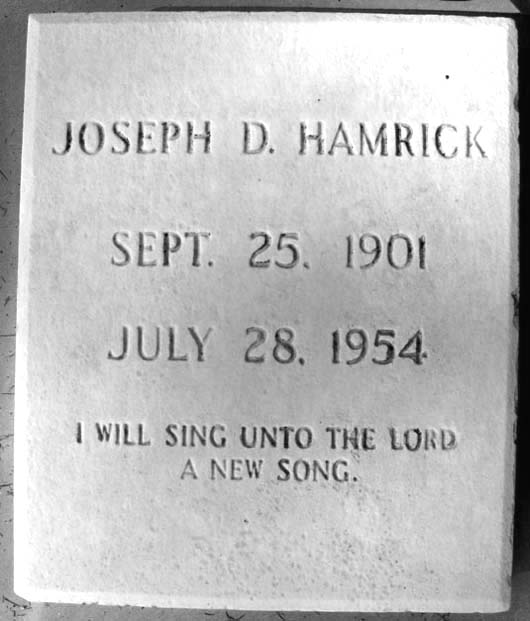 JOSEPH D. HAMRICK
SEPT. 25. 1901
JULY 28. 1954
I WILL SING UNTO THE LORD
A NEW SONG.